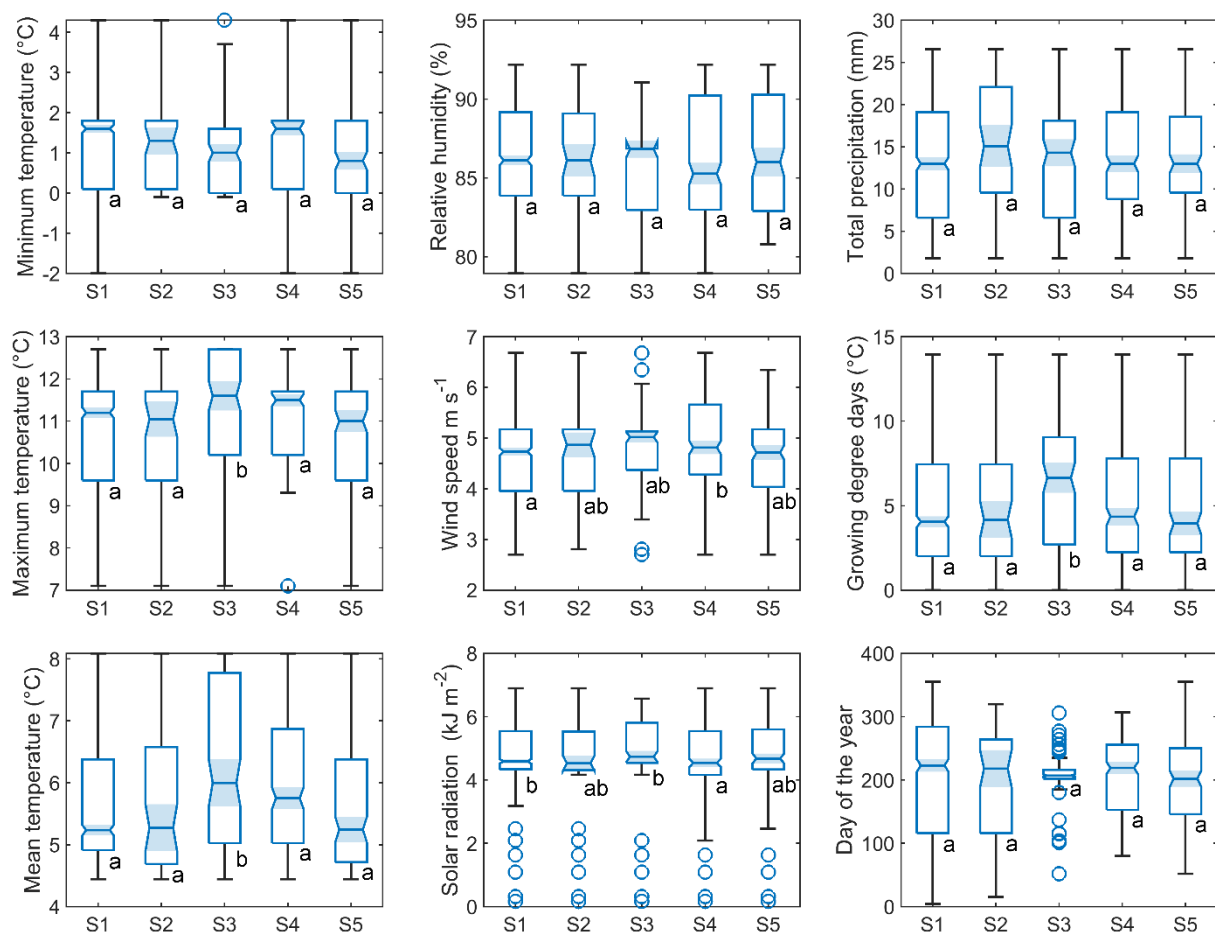 Minimum temperature (°C)
4
3
2
1
0
-1
-2
a
a
a
a
a
S1
S2
S3
S4
S5
Relative humidity (%)
95
90
85
80
a
a
a
a
a
S1
S2
S3
S4
S5
Total precipitation (mm)
30
25
20
15
10
5
0
a
a
a
a
a
S1
S2
S3
S4
S5
Maximum temperature (°C)
13
12
11
10
9
8
7
a
a
b
a
a
S1
S2
S3
S4
S5
Wind speed m s⁻¹
7
6
5
4
3
2
a
ab
ab
b
ab
S1
S2
S3
S4
S5
Growing degree days (°C)
15
10
5
0
a
a
b
a
a
S1
S2
S3
S4
S5
Mean temperature (°C)
8
7
6
5
4
a
a
b
a
a
S1
S2
S3
S4
S5
Solar radiation (kJ m⁻²)
8
6
4
2
0
b
ab
b
a
ab
S1
S2
S3
S4
S5
Day of the year
400
300
200
100
0
a
a
a
a
a
S1
S2
S3
S4
S5